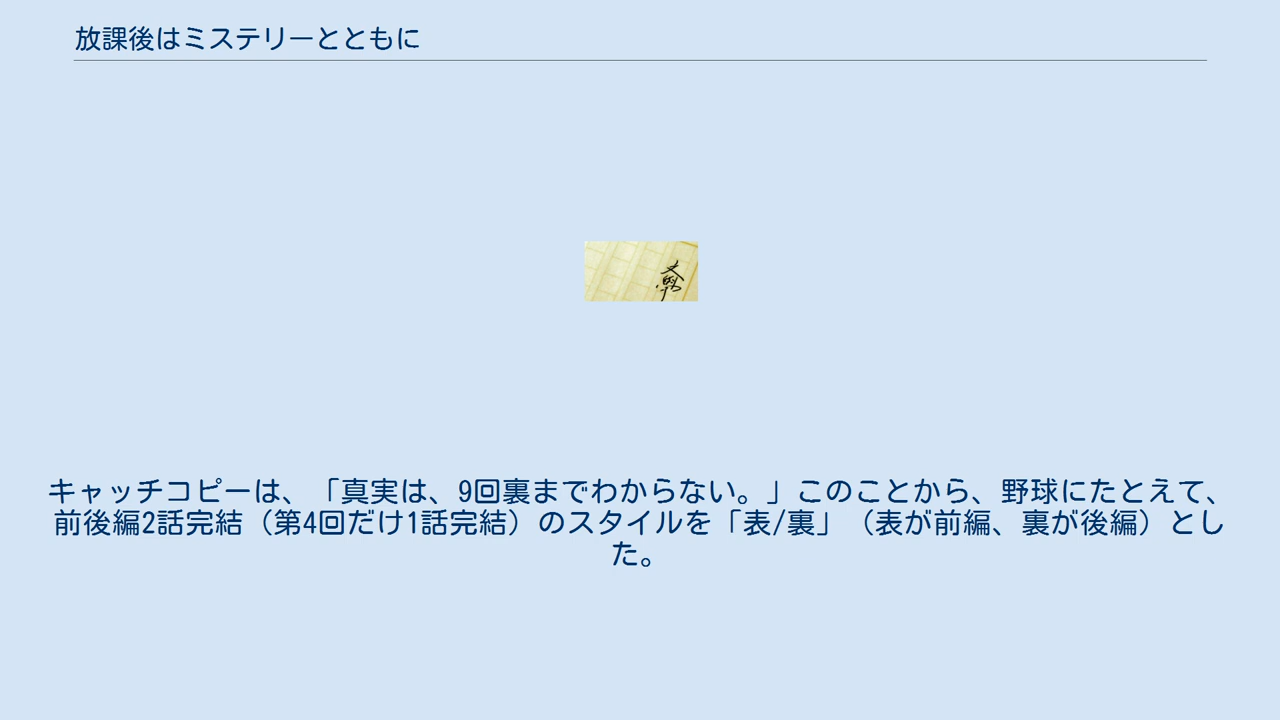 放課後はミステリーとともに
キャッチコピーは、「真実は、9回裏までわからない。」このことから、野球にたとえて、
前後編2話完結（第4回だけ1話完結）のスタイルを「表/裏」（表が前編、裏が後編）とし
た。